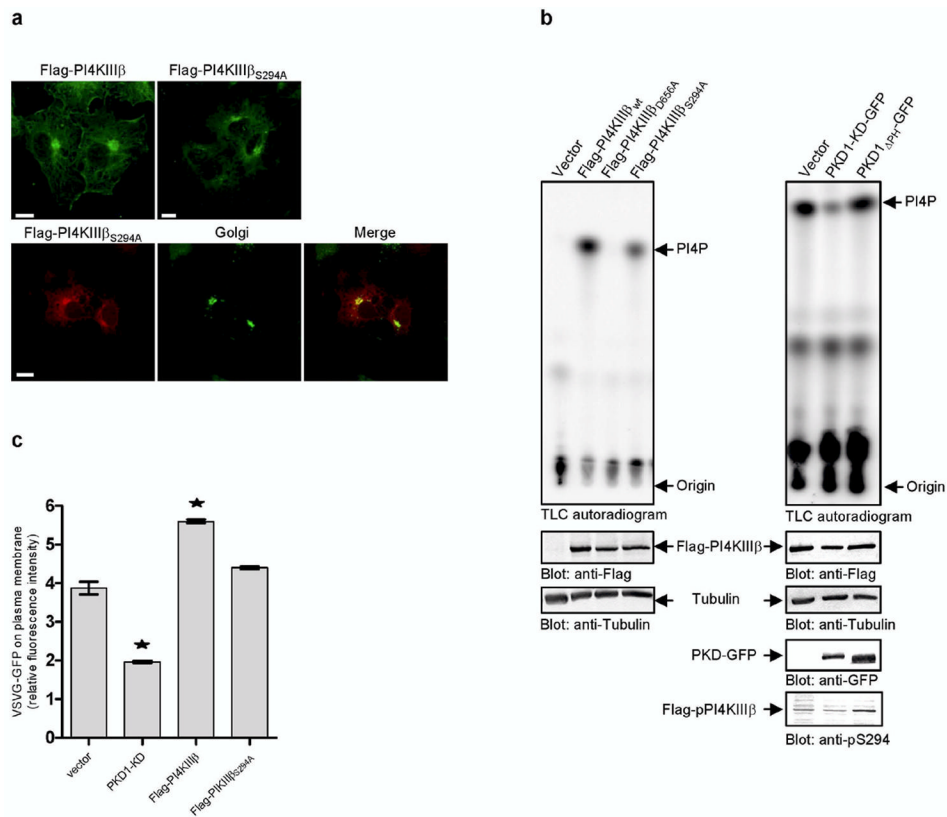 a
Flag-PI4KIIIβ
Flag-PI4KIIIβS294A
Flag-PI4KIIIβS294A
Golgi
Merge
b
Vector
Flag-PI4KIIIβwt
Flag-PI4KIIIβD656A
Flag-PI4KIIIβS294A
PI4P
Origin
TLC autoradiogram
Vector
PKD1-KD-GFP
PKD1ΔPH-GFP
PI4P
Origin
TLC autoradiogram
Flag-PI4KIIIβ
Blot: anti-Flag
Blot: anti-Flag
Tubulin
Blot: anti-Tubulin
Blot: anti-Tubulin
PKD-GFP
Blot: anti-GFP
Flag-pPI4KIIIβ
Blot: anti-pS294
c
VSVG-GFP on plasma membrane
(relative fluorescence intensity)
6
5
4
3
2
1
0
vector
PKD1-KD
Flag-PI4KIIIβ
Flag-PIKIIIβS294A